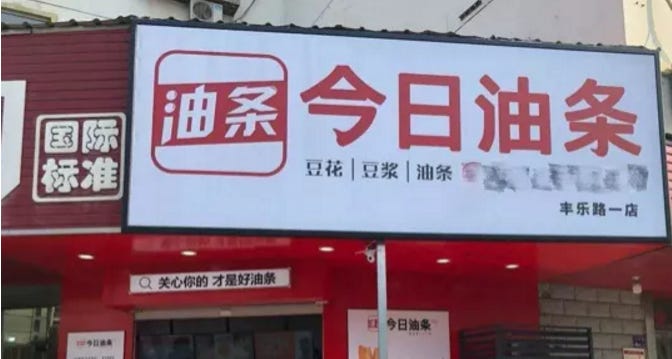 国际
标准
油条
今日油条
豆花|豆浆|油条
丰乐路一店
关心你的 才是好油条
今日油条
今日油条